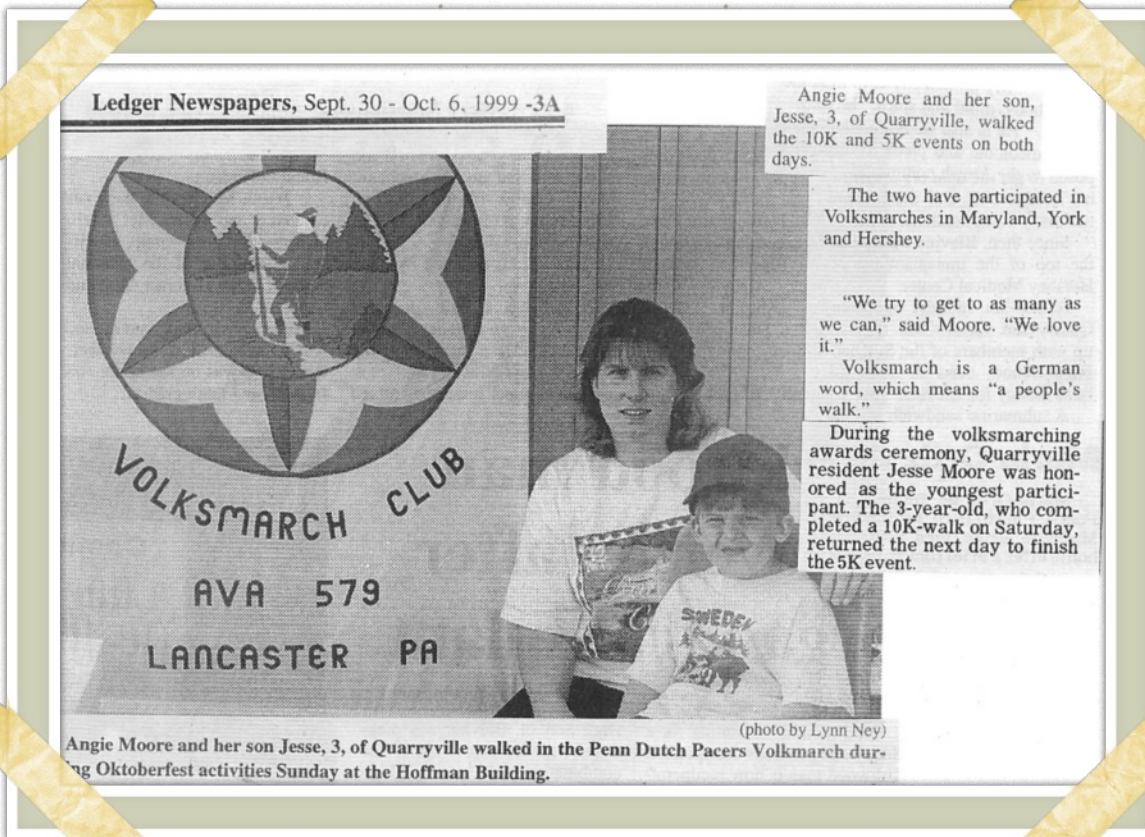 Ledger Newspapers, Sept. 30 - Oct. 6, 1999 -3A
VOLKSMARCH CLUB
AVA 579
LANCASTER PA
SWEDEN
Angie Moore and her son,
Jesse, 3, of Quarryville, walked
the 10K and 5K events on both
days.
The two have participated in
Volksmarches in Maryland, York
and Hershey.
“We try to get to as many as
we can,” said Moore. “We love
it.”
Volksmarch is a German
word, which means “a people’s
walk.”
During the volksmarching
awards ceremony, Quarryville
resident Jesse Moore was hon-
ored as the youngest partici-
pant. The 3-year-old, who com-
pleted a 10K-walk on Saturday,
returned the next day to finish
the 5K event.
(photo by Lynn Ney)
Angie Moore and her son Jesse, 3, of Quarryville walked in the Penn Dutch Pacers Volkmarch dur-
ing Oktoberfest activities Sunday at the Hoffman Building.